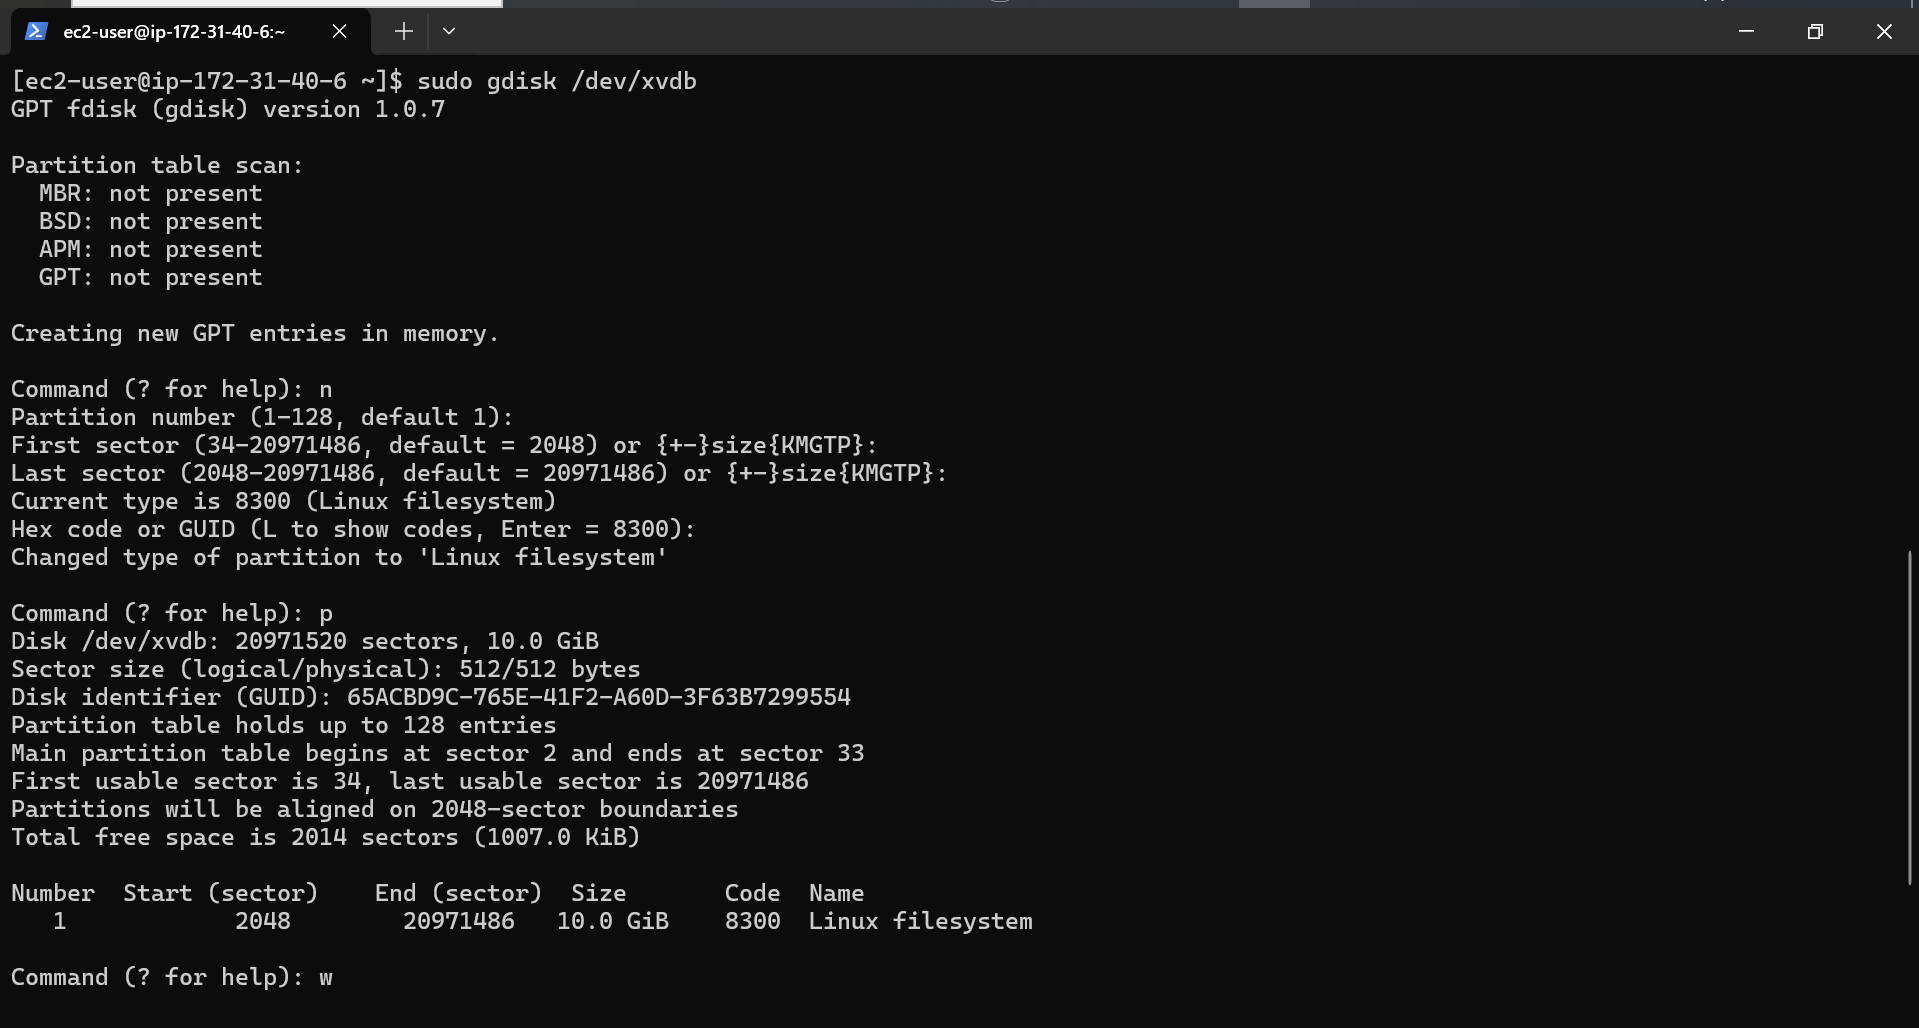 ec2-user@ip-172-31-40-6:~
[ec2-user@ip-172-31-40-6 ~]$ sudo gdisk /dev/xvdb
GPT fdisk (gdisk) version 1.0.7
Partition table scan:
  MBR: not present
  BSD: not present
  APM: not present
  GPT: not present
Creating new GPT entries in memory.
Command (? for help): n
Partition number (1-128, default 1):
First sector (34-20971486, default = 2048) or {+-}size{KMGTP}:
Last sector (2048-20971486, default = 20971486) or {+-}size{KMGTP}:
Current type is 8300 (Linux filesystem)
Hex code or GUID (L to show codes, Enter = 8300):
Changed type of partition to 'Linux filesystem'
Command (? for help): p
Disk /dev/xvdb: 20971520 sectors, 10.0 GiB
Sector size (logical/physical): 512/512 bytes
Disk identifier (GUID): 65ACBD9C-765E-41F2-A60D-3F63B7299554
Partition table holds up to 128 entries
Main partition table begins at sector 2 and ends at sector 33
First usable sector is 34, last usable sector is 20971486
Partitions will be aligned on 2048-sector boundaries
Total free space is 2014 sectors (1007.0 KiB)
Number  Start (sector)    End (sector)  Size       Code  Name
   1            2048        20971486   10.0 GiB    8300  Linux filesystem
Command (? for help): w